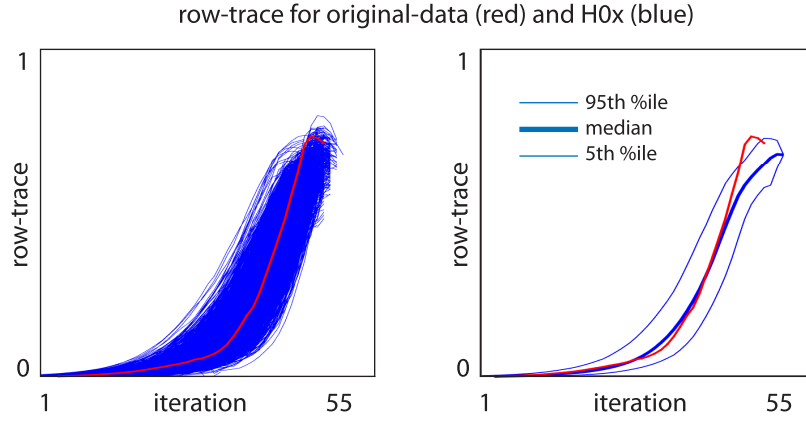 row-trace for original-data (red) and H0x (blue)
1
row-trace
0
1 iteration 55
1
95th %ile
median
5th %ile
row-trace
0
1 iteration 55